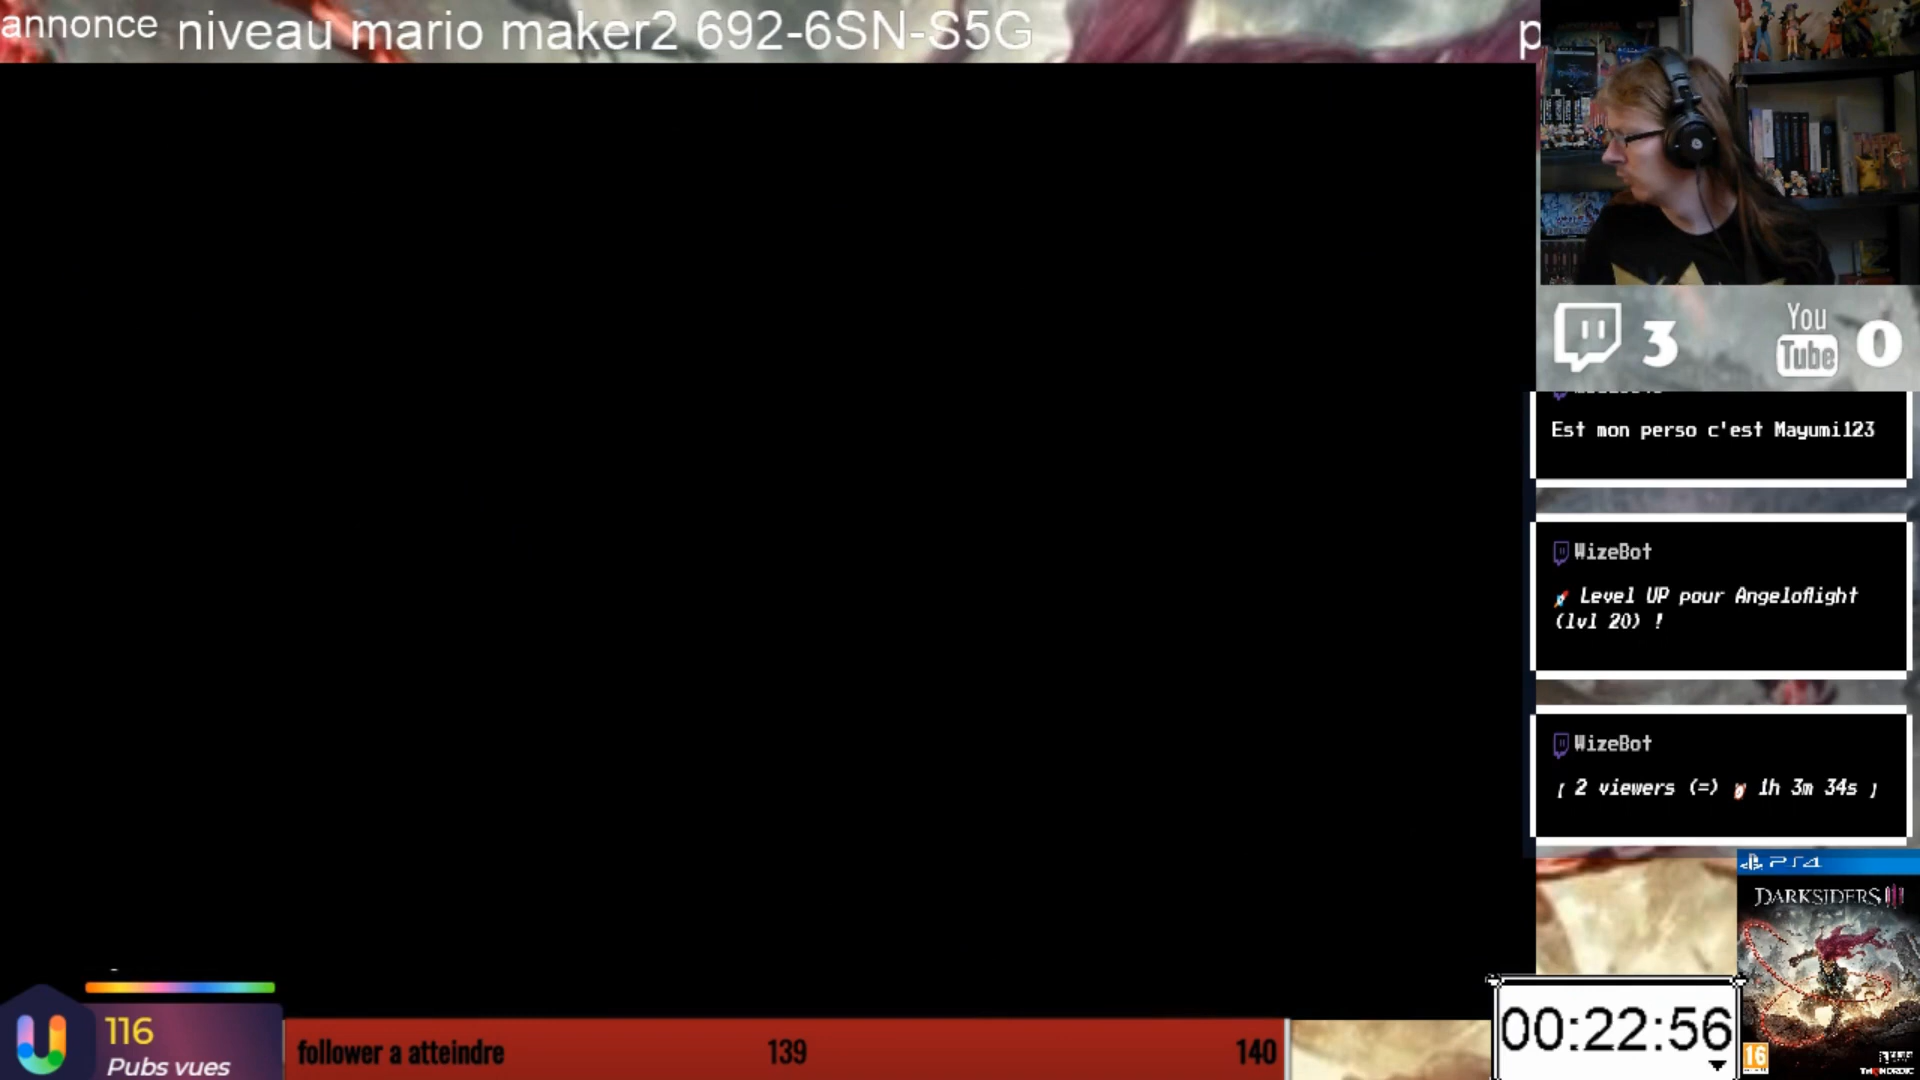 annonce niveau mario maker2 692-6SN-S5G p
3
You
Tube
0
Est mon perso c'est Mayumi123
WizeBot
Level UP pour Angeloflight
(lvl 20) !
WizeBot
[ 2 viewers (=) 1h 3m 34s ]
PS4
DARKSIDERS III
16
THQ NORDIC
00:22:56
116
Pubs vues
follower a atteindre 139 140